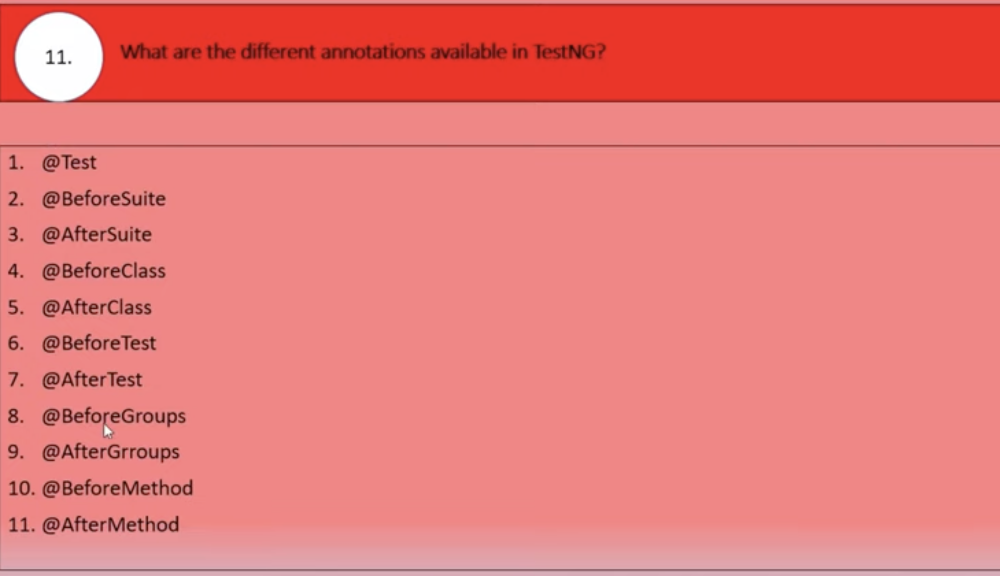 11.
What are the different annotations available in TestNG?
1. @Test
2. @BeforeSuite
3. @AfterSuite
4. @BeforeClass
5. @AfterClass
6. @BeforeTest
7. @AfterTest
8. @BeforeGroups
9. @AfterGrroups
10. @BeforeMethod
11. @AfterMethod